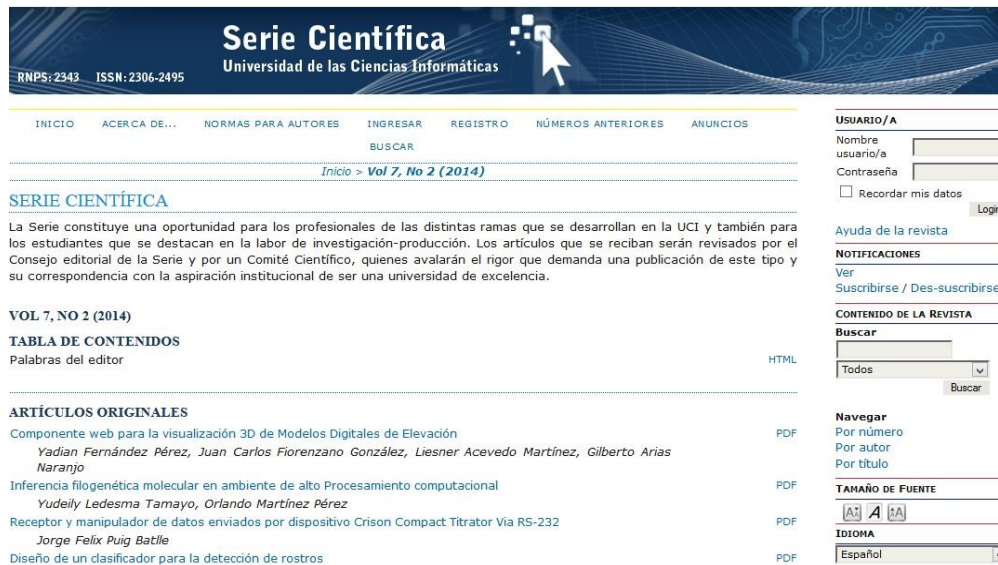 Serie Científica
Universidad de las Ciencias Informáticas
RNPS: 2343 ISSN: 2306-2495
INICIO ACERCA DE... NORMAS PARA AUTORES INGRESAR REGISTRO NÚMEROS ANTERIORES ANUNCIOS
BUSCAR
Inicio > Vol 7, No 2 (2014)
SERIE CIENTÍFICA
La Serie constituye una oportunidad para los profesionales de las distintas ramas que se desarrollan en la UCI y también para
los estudiantes que se destacan en la labor de investigación-producción. Los artículos que se reciban serán revisados por el
Consejo editorial de la Serie y por un Comité Científico, quienes avalarán el rigor que demanda una publicación de este tipo y
su correspondencia con la aspiración institucional de ser una universidad de excelencia.
VOL 7, NO 2 (2014)
TABLA DE CONTENIDOS
Palabras del editor HTML
ARTÍCULOS ORIGINALES
Componente web para la visualización 3D de Modelos Digitales de Elevación PDF
Yadian Fernández Pérez, Juan Carlos Fiorenzano González, Liesner Acevedo Martínez, Gilberto Arias
Naranjo
Inferencia filogenética molecular en ambiente de alto Procesamiento computacional PDF
Yudeily Ledesma Tamayo, Orlando Martínez Pérez
Receptor y manipulador de datos enviados por dispositivo Crison Compact Titrator Via RS-232 PDF
Jorge Felix Puig Batlle
Diseño de un clasificador para la detección de rostros PDF
USUARIO/A
Nombre
usuario/a
Contraseña
Recordar mis datos
Login
Ayuda de la revista
NOTIFICACIONES
Ver
Suscribirse / Des-suscribirse
CONTENIDO DE LA REVISTA
Buscar
Todos
Buscar
Navegar
Por número
Por autor
Por título
TAMAÑO DE FUENTE
A A A
IDIOMA
Español